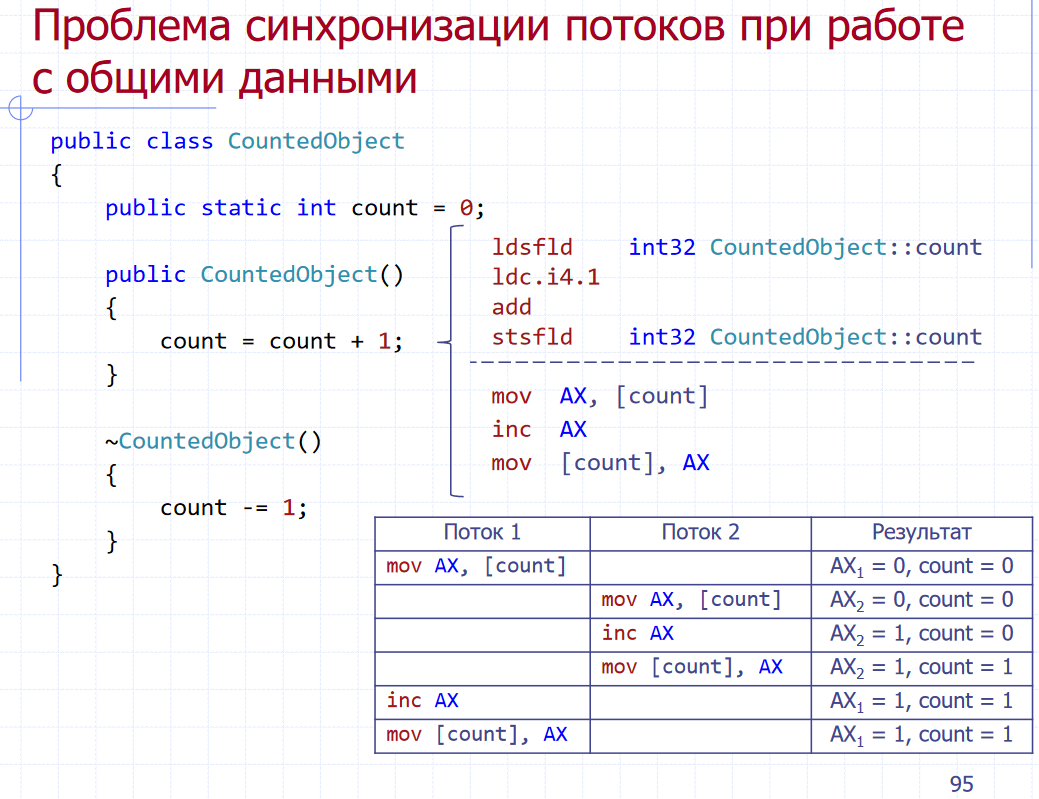 Проблема синхронизации потоков при работе
с общими данными
public class CountedObject
{
public static int count = 0;
public CountedObject()
{
count = count + 1;
}
~CountedObject()
{
count -= 1;
}
}
ldsfld int32 CountedObject::count
ldc.i4.1
add
stsfld int32 CountedObject::count
mov AX, [count]
inc AX
mov [count], AX
Поток 1 Поток 2 Результат
mov AX, [count] AX1 = 0, count = 0
mov AX, [count] AX2 = 0, count = 0
inc AX AX2 = 1, count = 0
mov [count], AX AX2 = 1, count = 1
inc AX AX1 = 1, count = 1
mov [count], AX AX1 = 1, count = 1
95